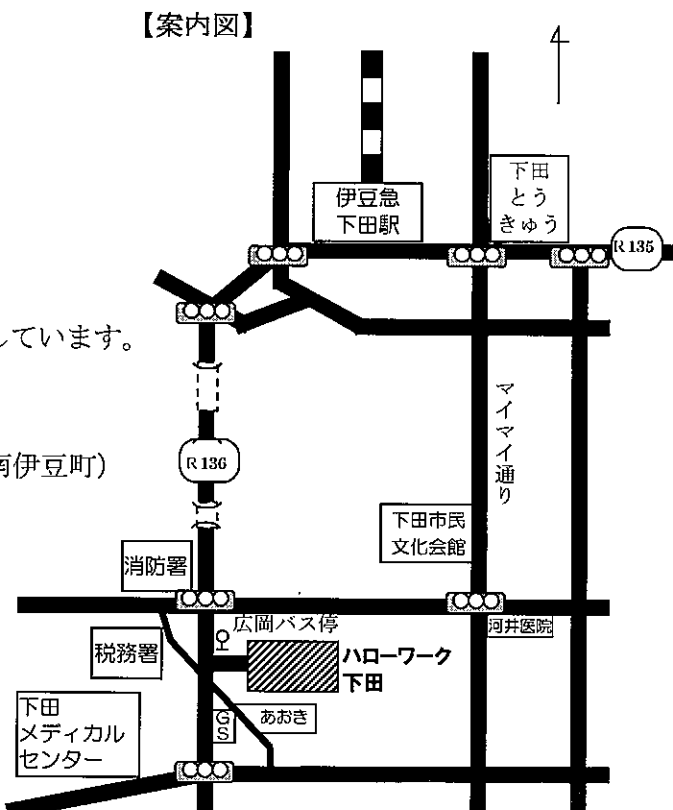 【案内図】
下田
とう
きゅう
伊豆急
下田駅
R 135
しています。
マイマイ通り
南伊豆町)
R 136
下田市民
文化会館
消防署
広岡バス停
河井医院
税務署
ハローワーク
下田
下田
メディカル
センター
GS
あおき